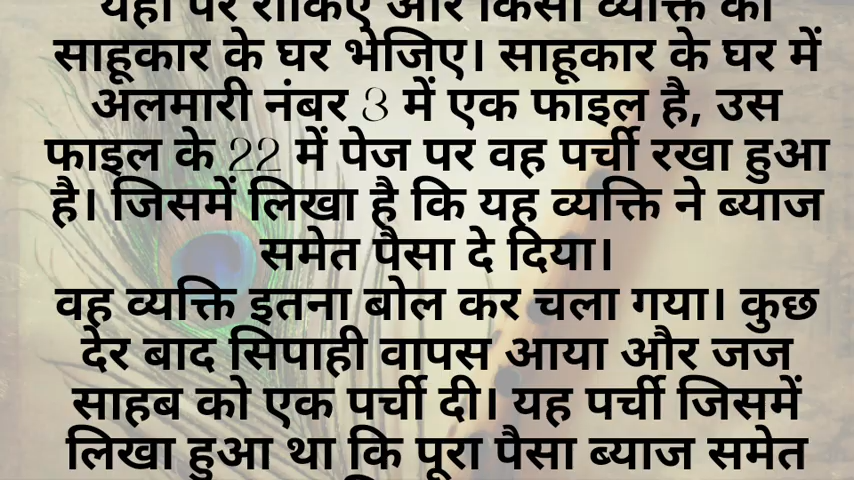 यहां पर रोकिए और किसी व्यक्ति को
साहूकार के घर भेजिए। साहूकार के घर में
अलमारी नंबर 3 में एक फाइल है, उस
फाइल के 22 में पेज पर वह पर्ची रखा हुआ
है। जिसमें लिखा है कि यह व्यक्ति ने ब्याज
समेत पैसा दे दिया।
वह व्यक्ति इतना बोल कर चला गया। कुछ
देर बाद सिपाही वापस आया और जज
साहब को एक पर्ची दी। यह पर्ची जिसमें
लिखा हुआ था कि पूरा पैसा ब्याज समेत